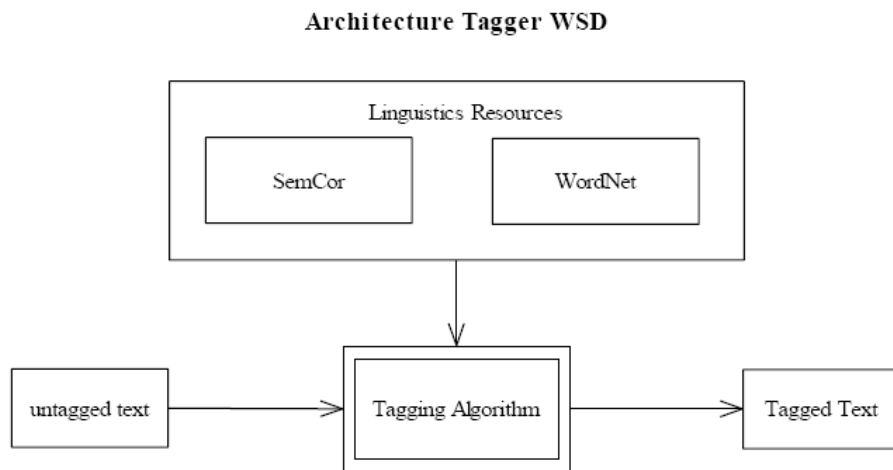 Architecture Tagger WSD
Linguistics Resources
SemCor
WordNet
untagged text
Tagging Algorithm
Tagged Text